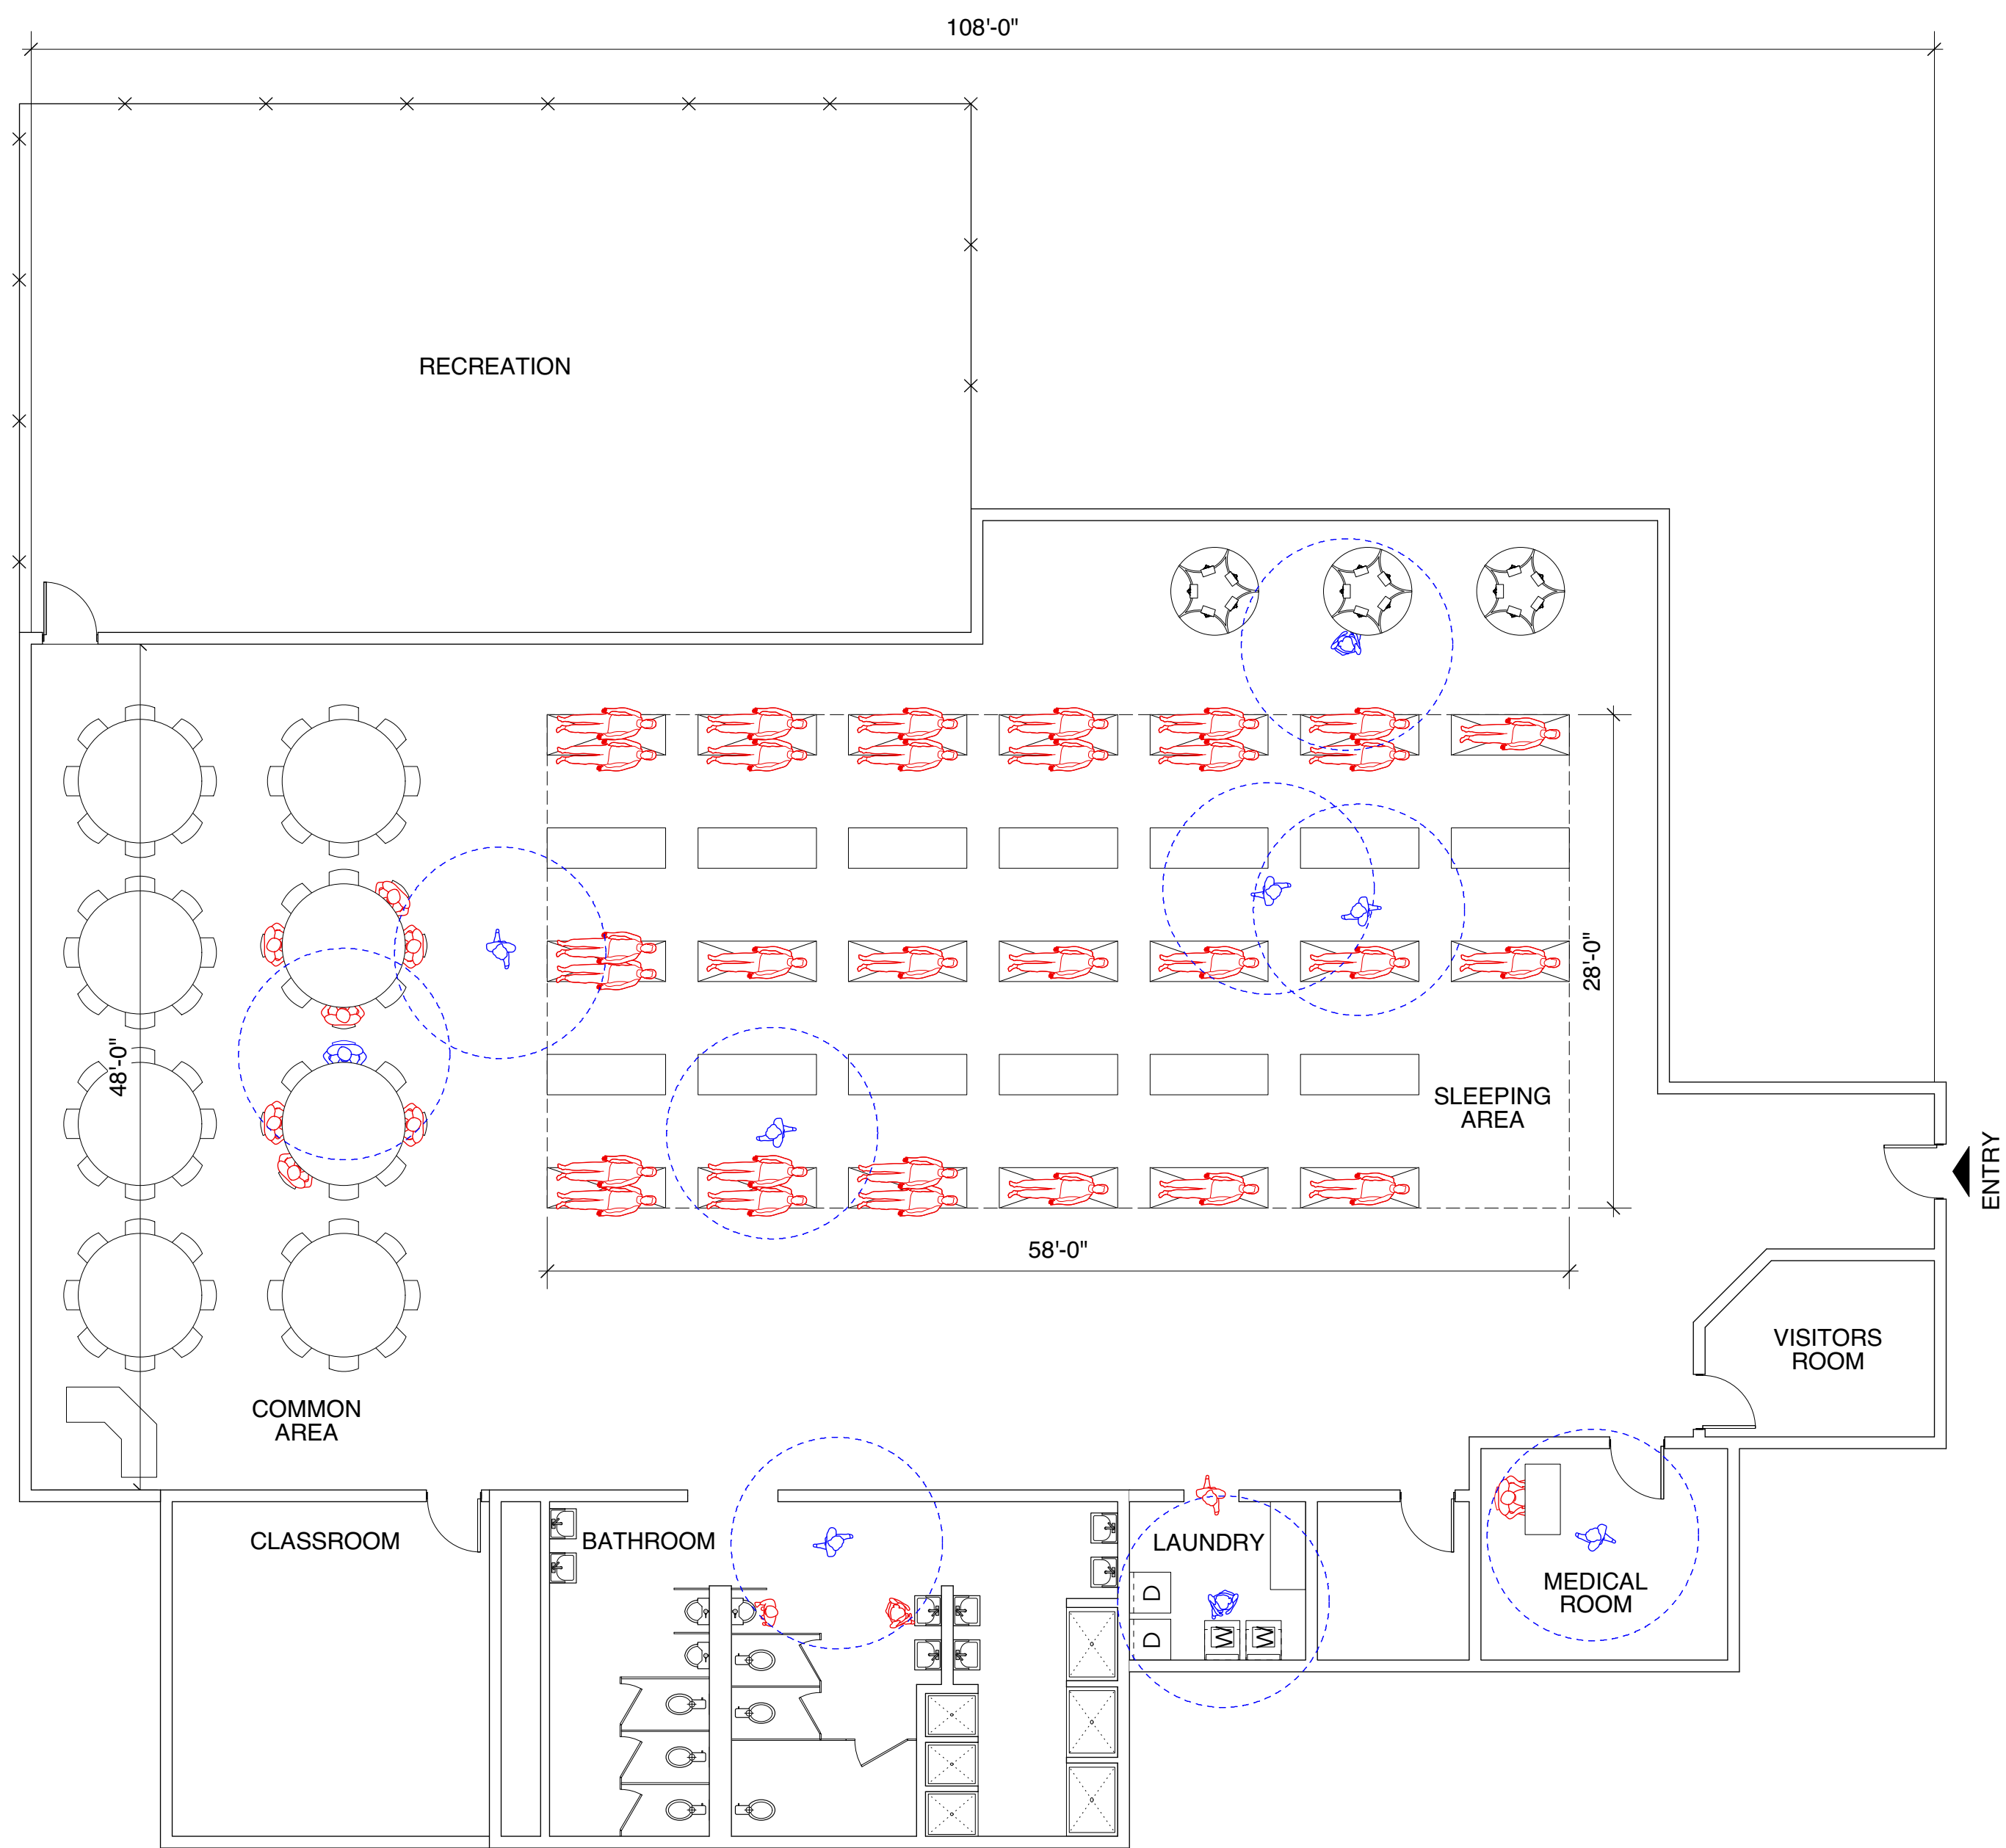 108'-0"
RECREATION
28'-0"
48'-0"
SLEEPING
AREA
ENTRY
58'-0"
VISITORS
ROOM
COMMON
AREA
CLASSROOM
BATHROOM
LAUNDRY
MEDICAL
ROOM
D
D
W
W